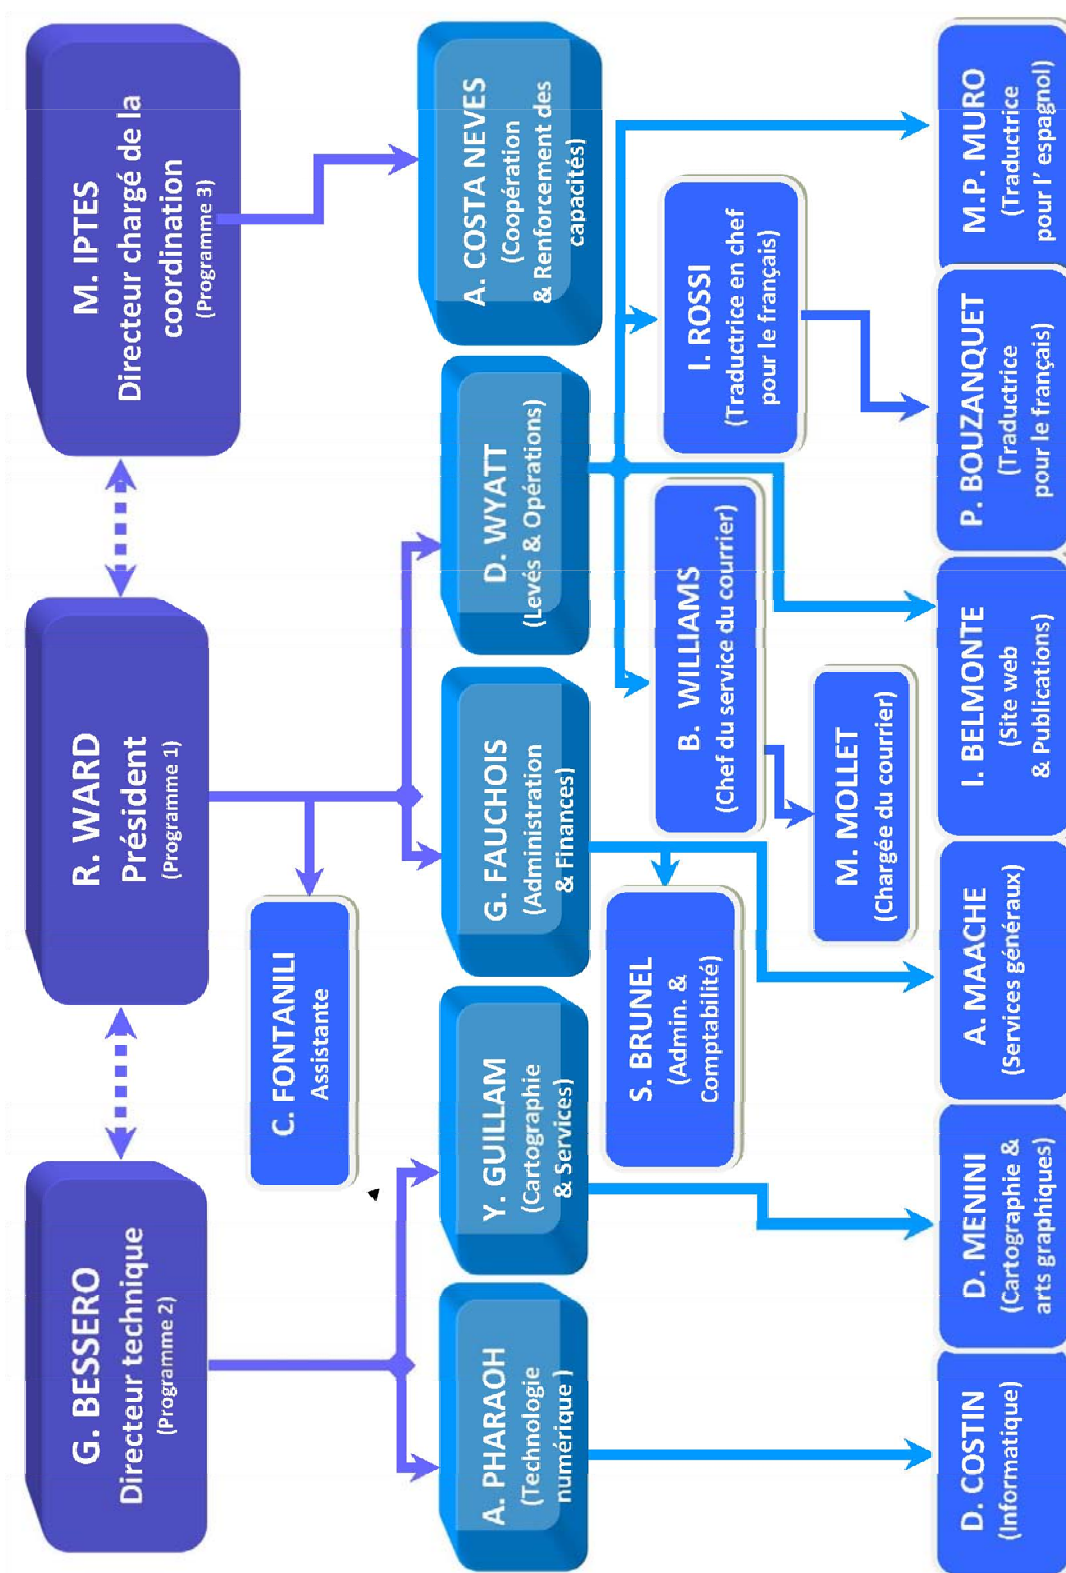 G. BESSERO
Directeur technique
(Programme 2)
R. WARD
Président
(Programme 1)
M. IPTES
Directeur chargé de la
coordination
(Programme 3)
C. FONTANILI
Assistante
A. PHARAOH
(Technologie
numérique )
Y. GUILLAM
(Cartographie
& Services)
G. FAUCHOIS
(Administration
& Finances)
D. WYATT
(Levés & Opérations)
A. COSTA NEVES
(Coopération
& Renforcement des
capacités)
S. BRUNEL
(Admin. &
Comptabilité)
B. WILLIAMS
(Chef du service du courrier)
I. ROSSI
(Traductrice en chef
pour le français)
M. MOLLET
(Chargée du courrier)
D. COSTIN
(Informatique)
D. MENINI
(Cartographie &
arts graphiques)
A. MAACHE
(Services généraux)
I. BELMONTE
(Site web
& Publications)
P. BOUZANQUET
(Traductrice
pour le français)
M.P. MURO
(Traductrice
pour l' espagnol)